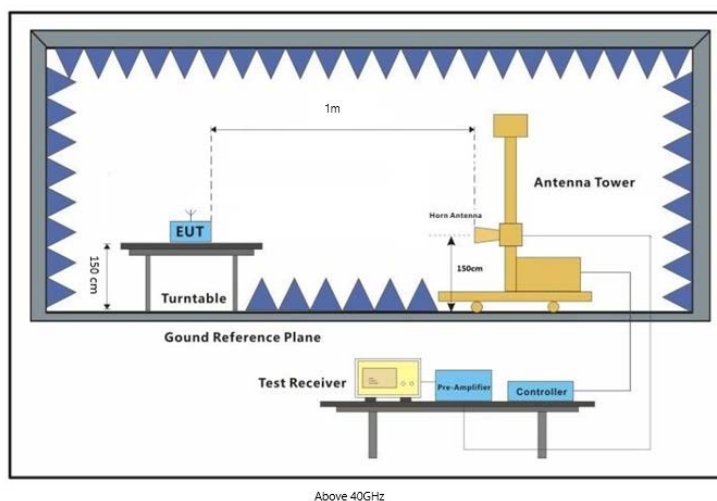 1m
Antenna Tower
Horn Antenna
EUT
150 cm
150cm
Turntable
Gound Reference Plane
Test Receiver
Pre-Amplifier
Controller
Above 40GHz